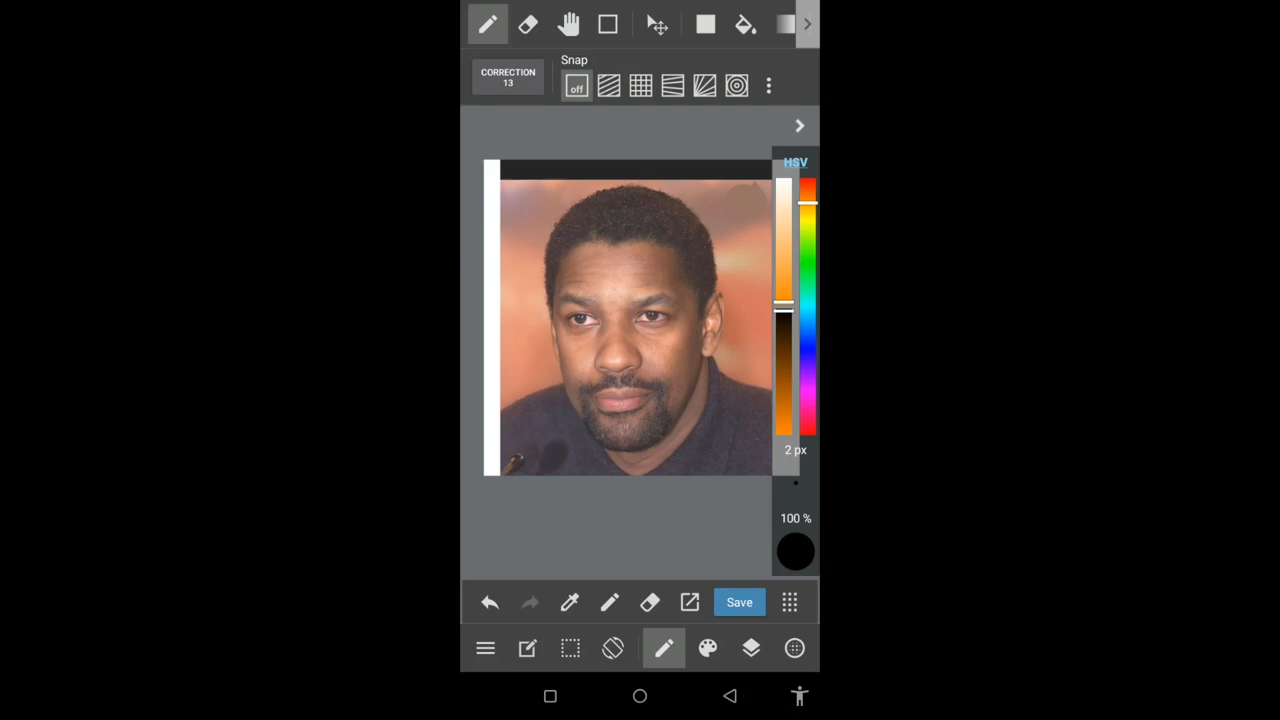 CORRECTION
13
Snap
off
HSV
2 px
100 %
Save